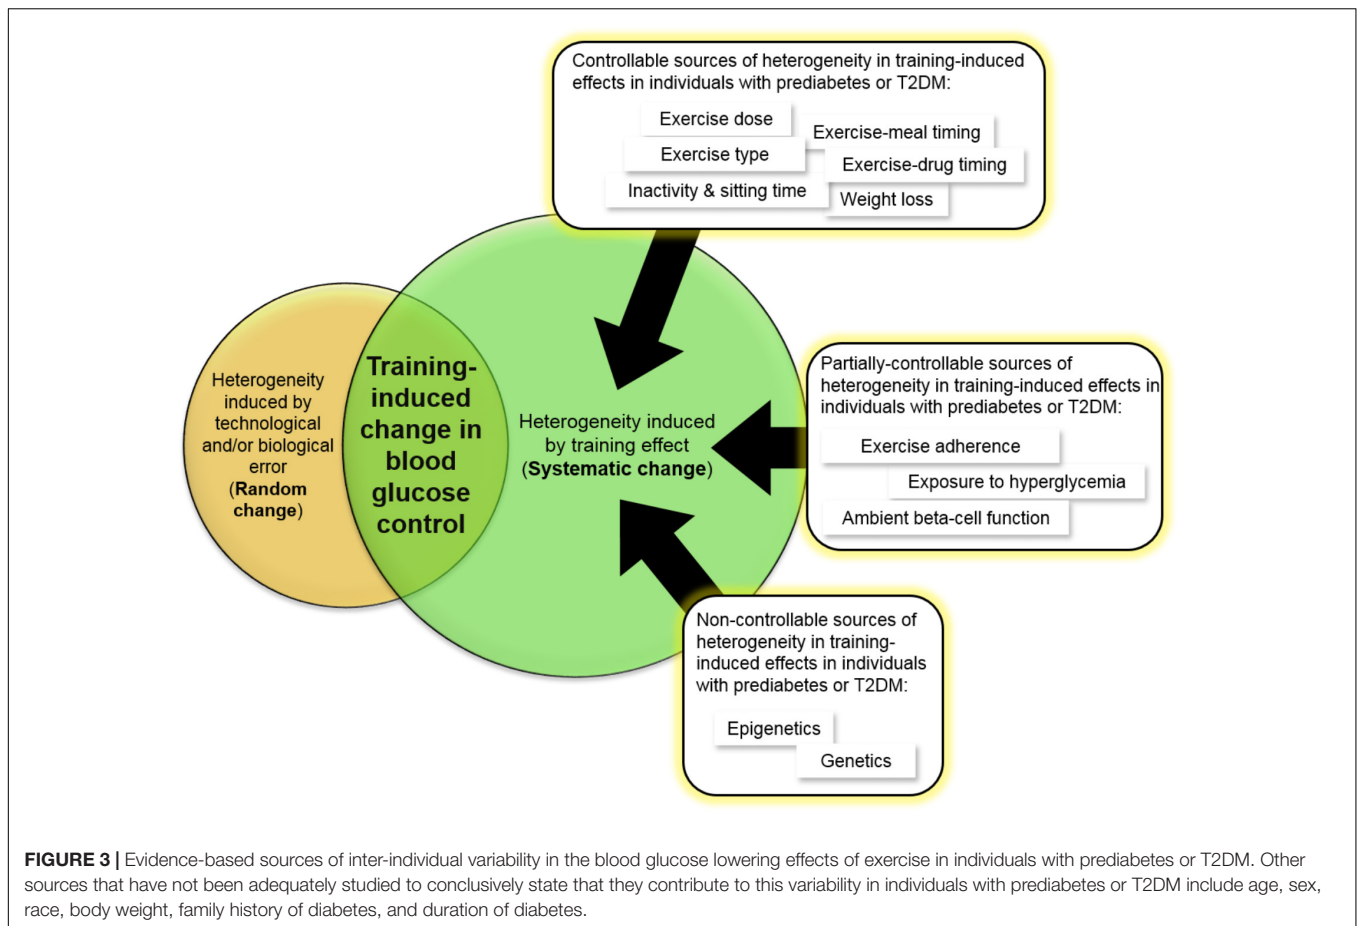 Controllable sources of heterogeneity in training-induced
effects in individuals with prediabetes or T2DM:
Exercise dose
Exercise-meal timing
Exercise type
Exercise-drug timing
Inactivity & sitting time
Weight loss
Heterogeneity
induced by
technological
and/or biological
error
(Random
change)
Training-
induced
change in
blood
glucose
control
Heterogeneity induced
by training effect
(Systematic change)
Partially-controllable sources of
heterogeneity in training-induced effects in
individuals with prediabetes or T2DM:
Exercise adherence
Exposure to hyperglycemia
Ambient beta-cell function
Non-controllable sources of
heterogeneity in training-
induced effects in individuals
with prediabetes or T2DM:
Epigenetics
Genetics
FIGURE 3 | Evidence-based sources of inter-individual variability in the blood glucose lowering effects of exercise in individuals with prediabetes or T2DM. Other
sources that have not been adequately studied to conclusively state that they contribute to this variability in individuals with prediabetes or T2DM include age, sex,
race, body weight, family history of diabetes, and duration of diabetes.